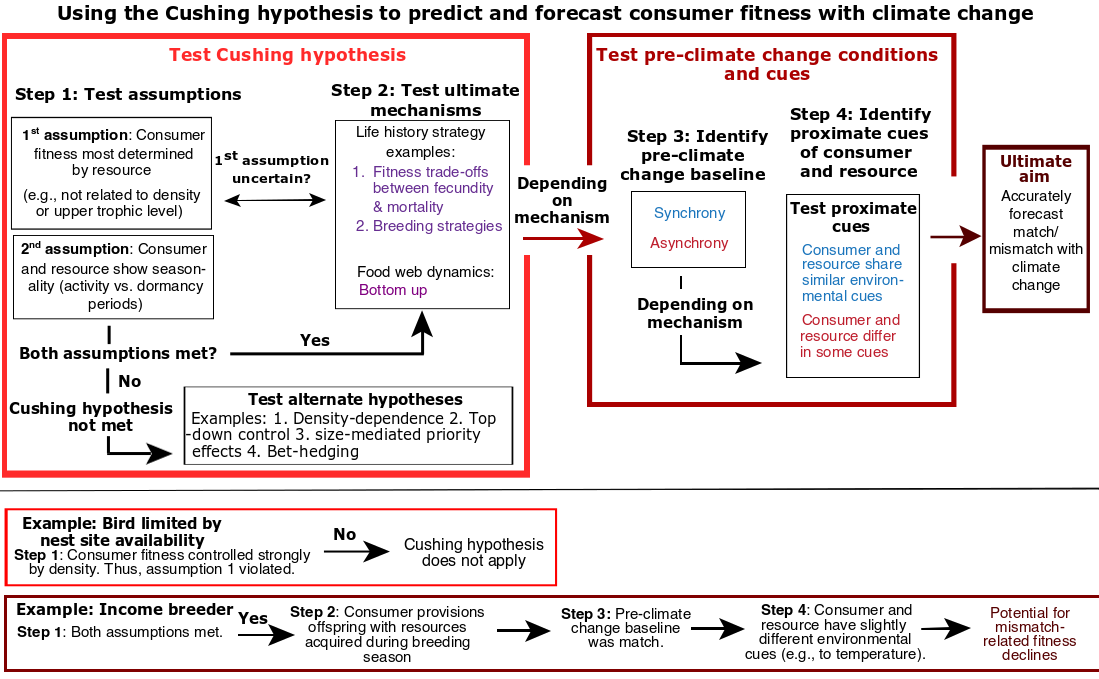 Using the Cushing hypothesis to predict and forecast consumer fitness with climate change
Test Cushing hypothesis
Step 1: Test assumptions
1st assumption: Consumer
fitness most determined
by resource
(e.g., not related to density
or upper trophic level)
2nd assumption: Consumer
and resource show season-
ality (activity vs. dormancy
periods)
1st assumption
uncertain?
Step 2: Test ultimate
mechanisms
Life history strategy
examples:
1. Fitness trade-offs
between fecundity
& mortality
2. Breeding strategies
Food web dynamics:
Bottom up
Both assumptions met?
Yes
No
Cushing hypothesis
not met
Test alternate hypotheses
Examples: 1. Density-dependence 2. Top
-down control 3. size-mediated priority
effects 4. Bet-hedging
Depending
on
mechanism
Test pre-climate change conditions
and cues
Step 3: Identify
pre-climate
change baseline
Synchrony
Asynchrony
Depending on
mechanism
Step 4: Identify
proximate cues
of consumer
and resource
Test proximate
cues
Consumer and
resource share
similar environ-
mental cues
Consumer and
resource differ
in some cues
Ultimate
aim
Accurately
forecast
match/
mismatch with
climate
change
Example: Bird limited by
nest site availability
Step 1: Consumer fitness controlled strongly
by density. Thus, assumption 1 violated.
No
Cushing hypothesis
does not apply
Example: Income breeder
Step 1: Both assumptions met.
Yes
Step 2: Consumer provisions
offspring with resources
acquired during breeding
season
Step 3: Pre-climate
change baseline
was match.
Step 4: Consumer and
resource have slightly
different environmental
cues (e.g., to temperature).
Potential for
mismatch-
related fitness
declines